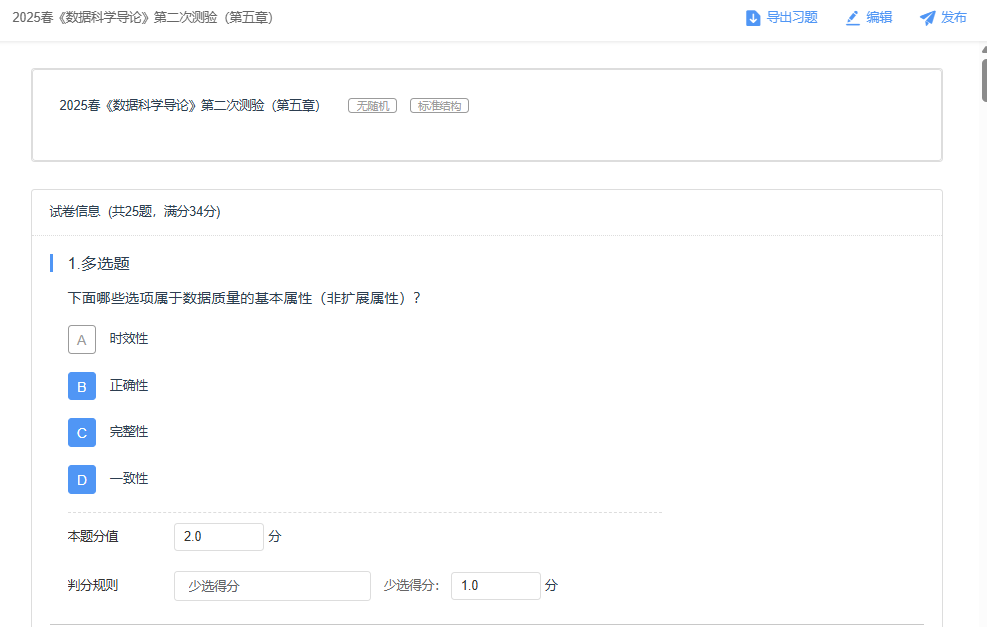 2025春《数据科学导论》第二次测验（第五章） 导出习题 编辑 发布
2025春《数据科学导论》第二次测验（第五章） 无随机 标准结构
试卷信息 (共25题，满分34分)
1.多选题
下面哪些选项属于数据质量的基本属性（非扩展属性）?
A 时效性
B 正确性
C 完整性
D 一致性
本题分值 2.0 分
判分规则 少选得分 少选得分: 1.0 分